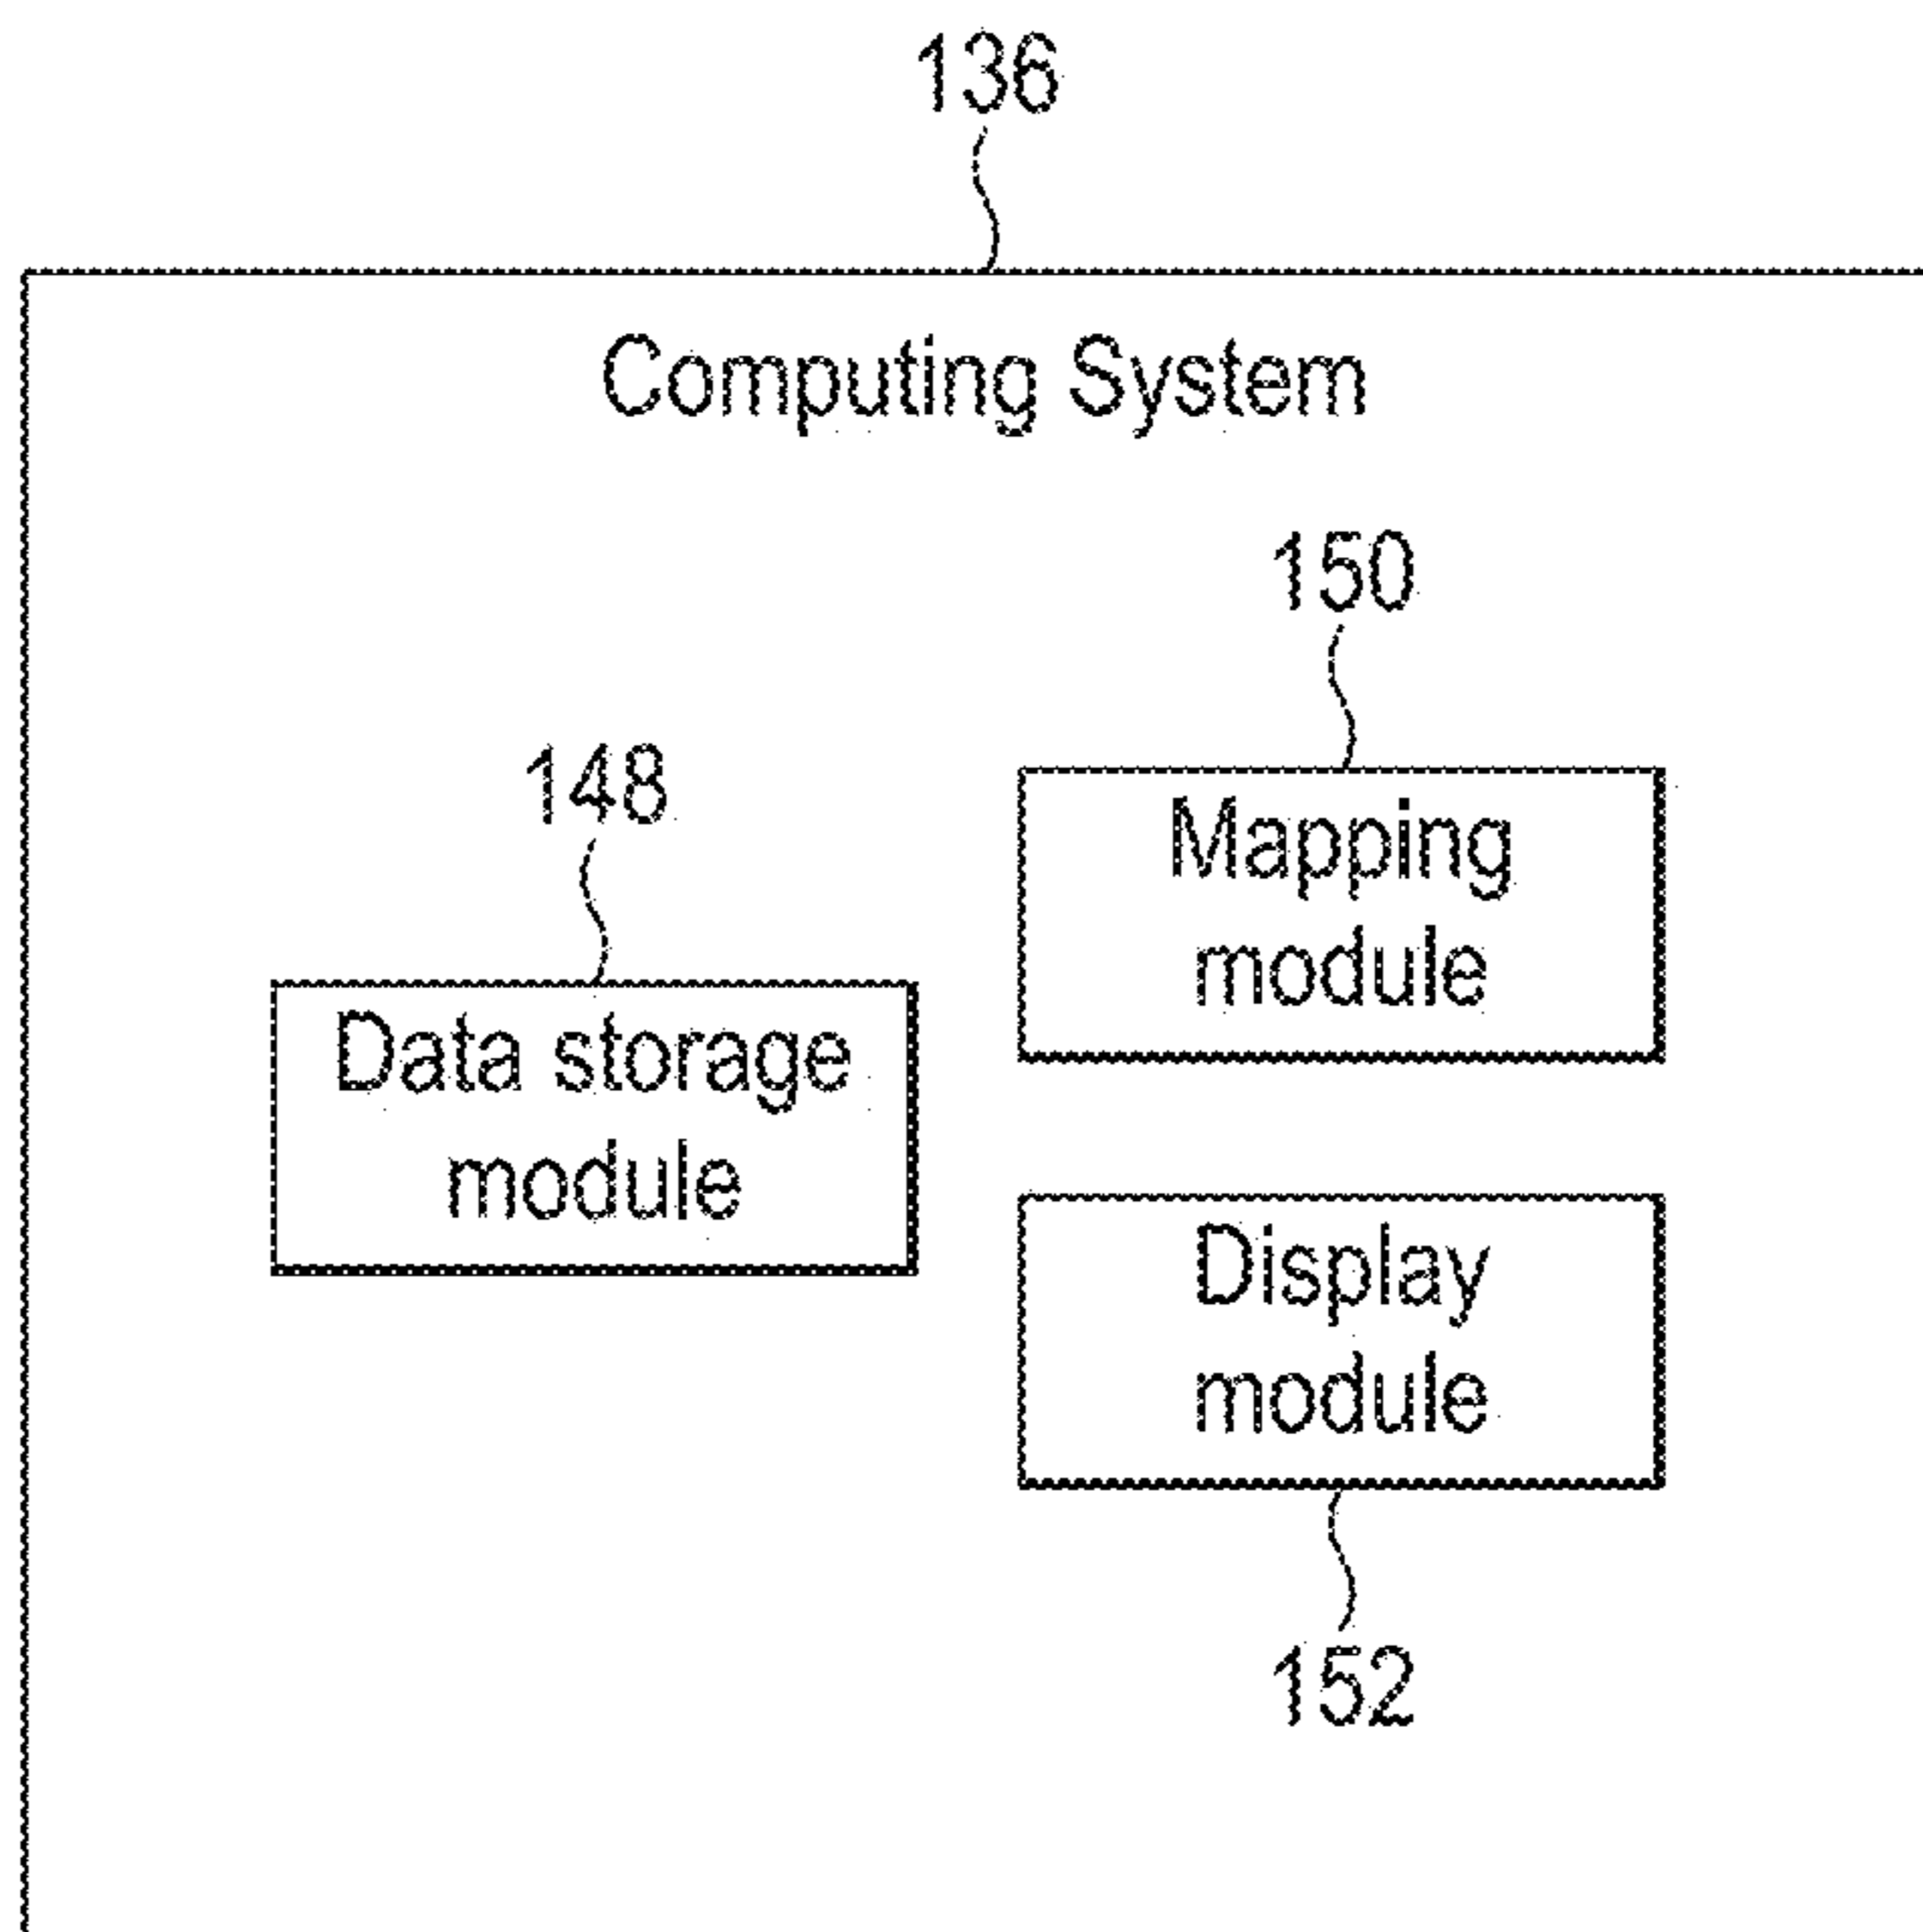 136
Computing System
150
148
Mapping
module
Data storage
module
Display
module
152